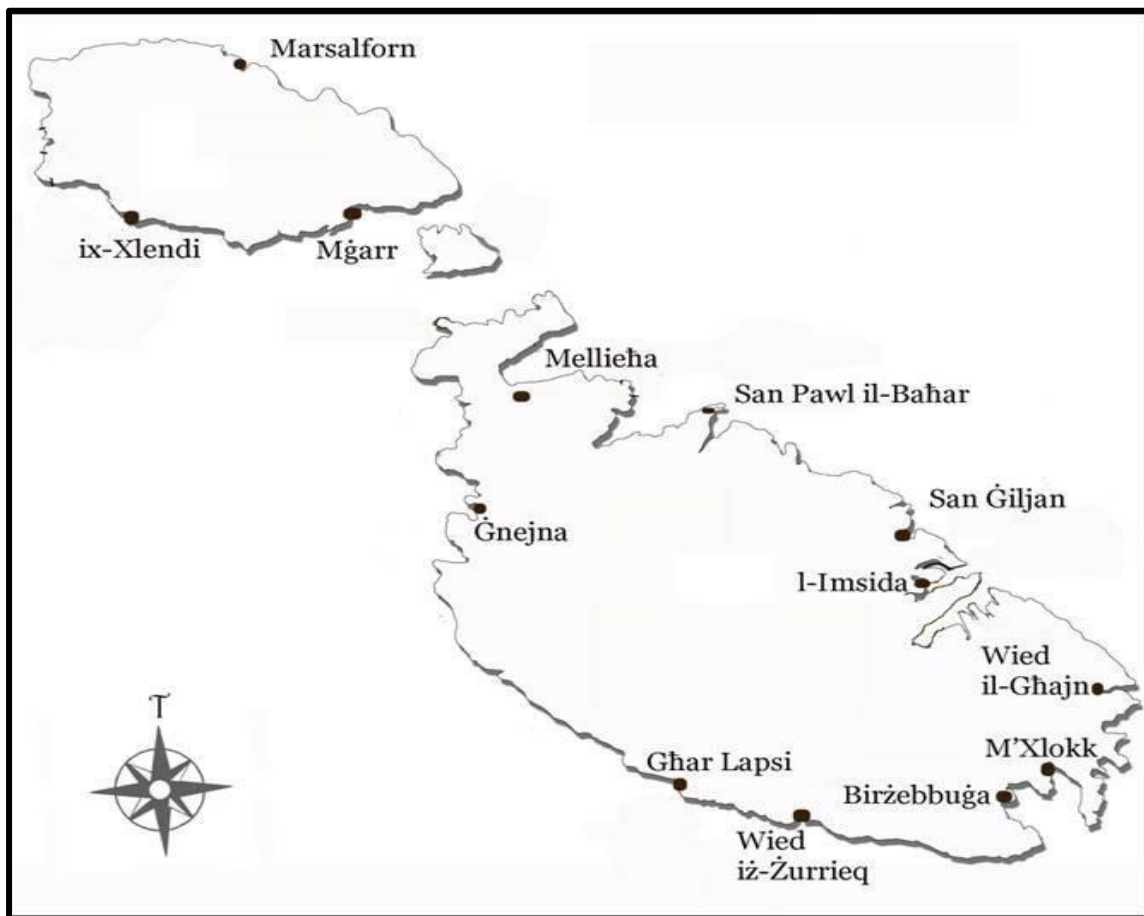 Marsalforn
ix-Xlendi
Mġarr
Mellieħa
San Pawl il-Baħar
Ġnejna
San Ġiljan
l-Imsida
Wied
il-Għajn
M'Xlokk
Għar Lapsi
Birżebbuġa
Wied
iż-Żurrieq
T